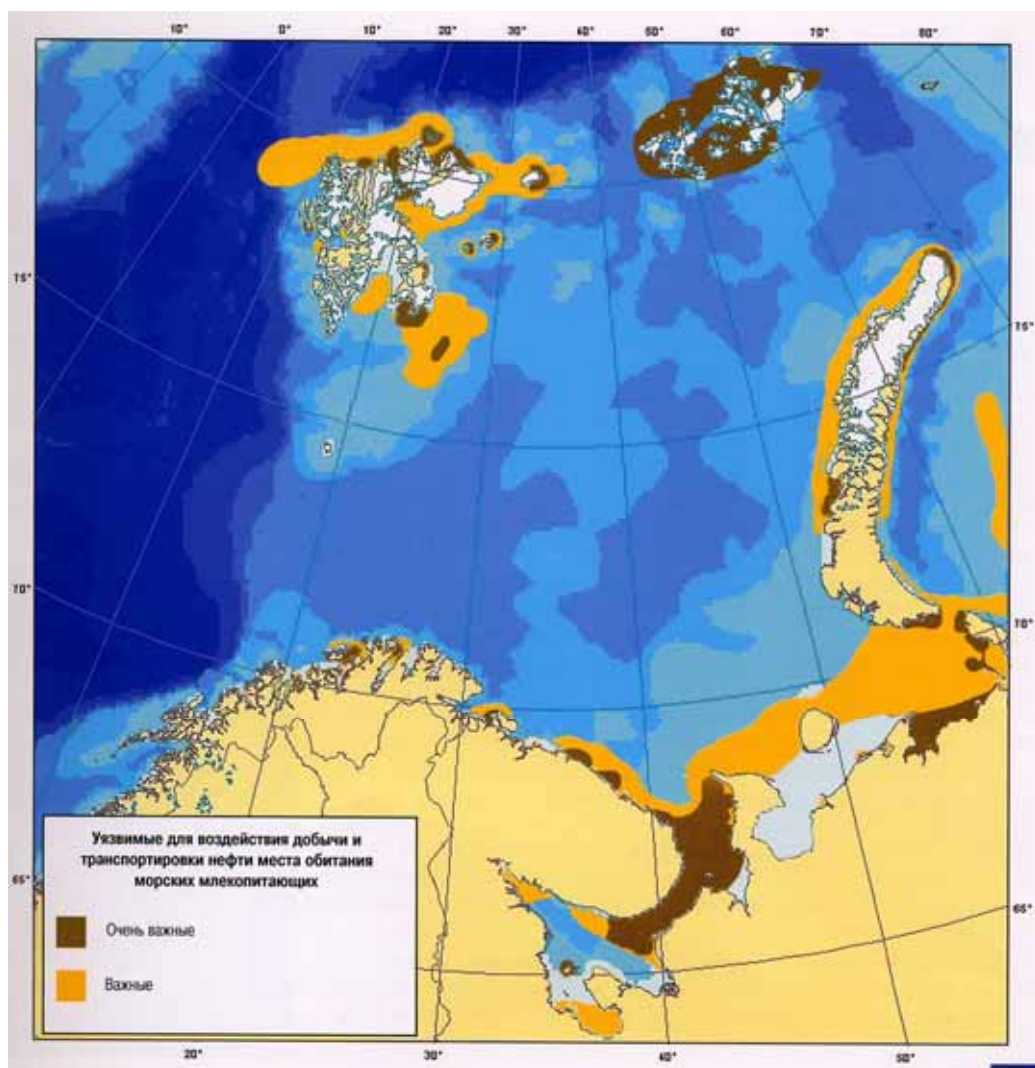 10° 0° 10° 20° 30° 40° 50° 60° 70° 80°
75° 75°
70° 70°
Уязвимые для воздействия добычи и
транспортировки нефти места обитания
морских млекопитающих
65° 65°
Очень важные
Важные
20° 30° 40° 50°